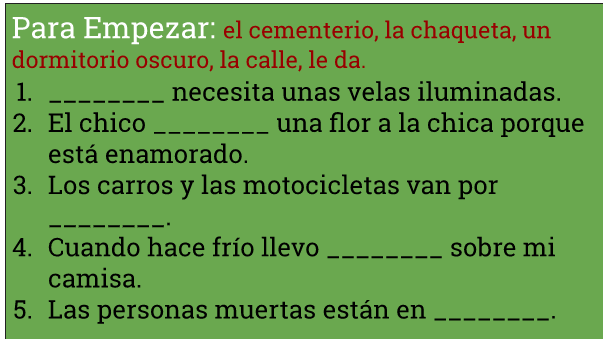 Para Empezar: el cementerio, la chaqueta, un
dormitorio oscuro, la calle, le da.
1. ________ necesita unas velas iluminadas.
2. El chico ________ una flor a la chica porque
está enamorado.
3. Los carros y las motocicletas van por
________.
4. Cuando hace frío llevo ________ sobre mi
camisa.
5. Las personas muertas están en ________.